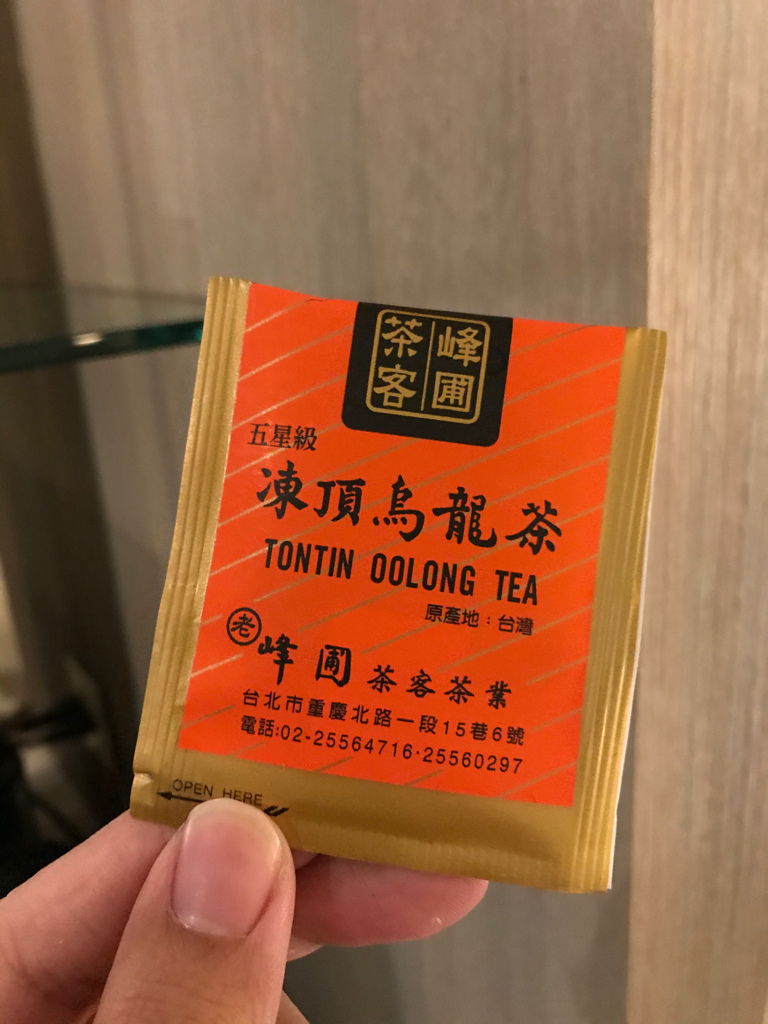 峰圃
茶客
五星級
凍頂烏龍茶
TONTIN OOLONG TEA
原產地：台灣
老 峰圃茶客茶業
台北市重慶北路一段15巷6號
電話:02-25564716·25560297
OPEN HERE